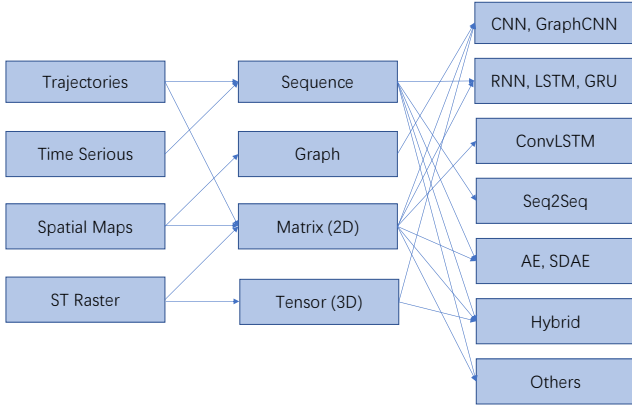 Trajectories
Time Serious
Spatial Maps
ST Raster
Sequence
Graph
Matrix (2D)
Tensor (3D)
CNN, GraphCNN
RNN, LSTM, GRU
ConvLSTM
Seq2Seq
AE, SDAE
Hybrid
Others